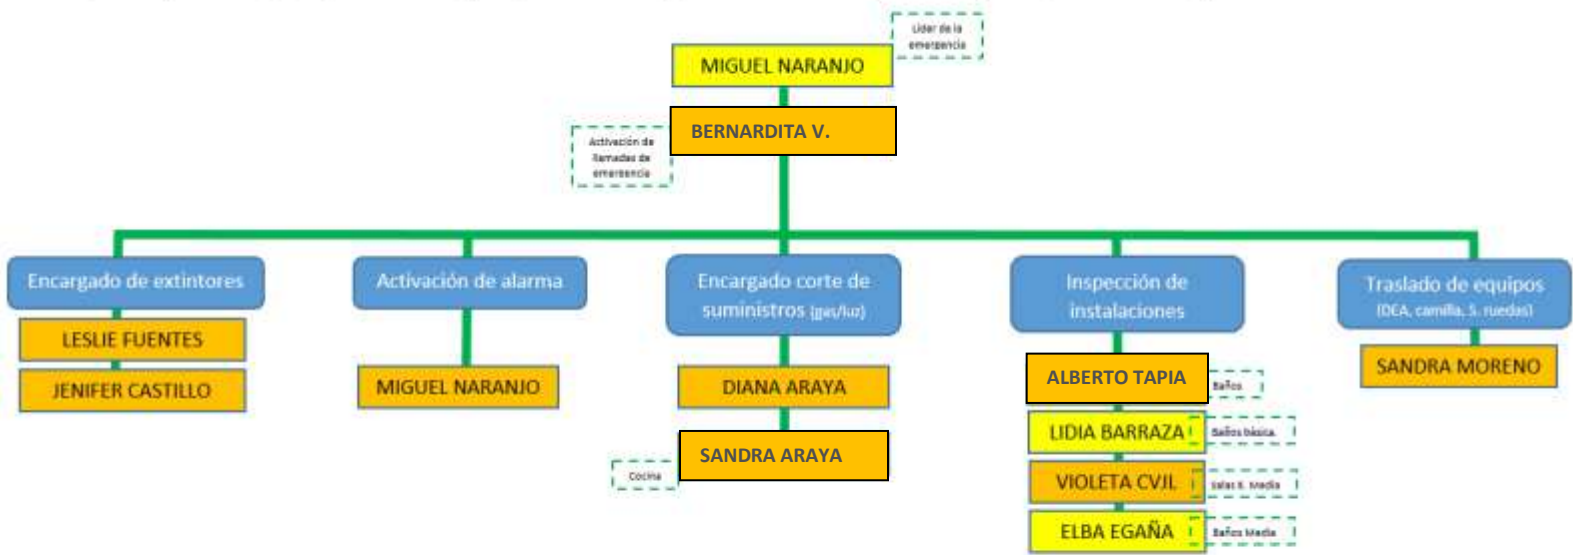 Líder de la
emergencia
MIGUEL NARANJO
BERNARDITA V.
Activación de
llamadas de
emergencia
Encargado de extintores
LESLIE FUENTES
JENIFER CASTILLO
Activación de alarma
MIGUEL NARANJO
Encargado corte de
suministros (gas/luz)
DIANA ARAYA
SANDRA ARAYA
Cocina
Inspección de
instalaciones
ALBERTO TAPIA
Baños
LIDIA BARRAZA
Baños básica.
VIOLETA CVJL
Salas E. Media
ELBA EGAÑA
Baños Media
Traslado de equipos
(DEA, camilla, S. ruedas)
SANDRA MORENO